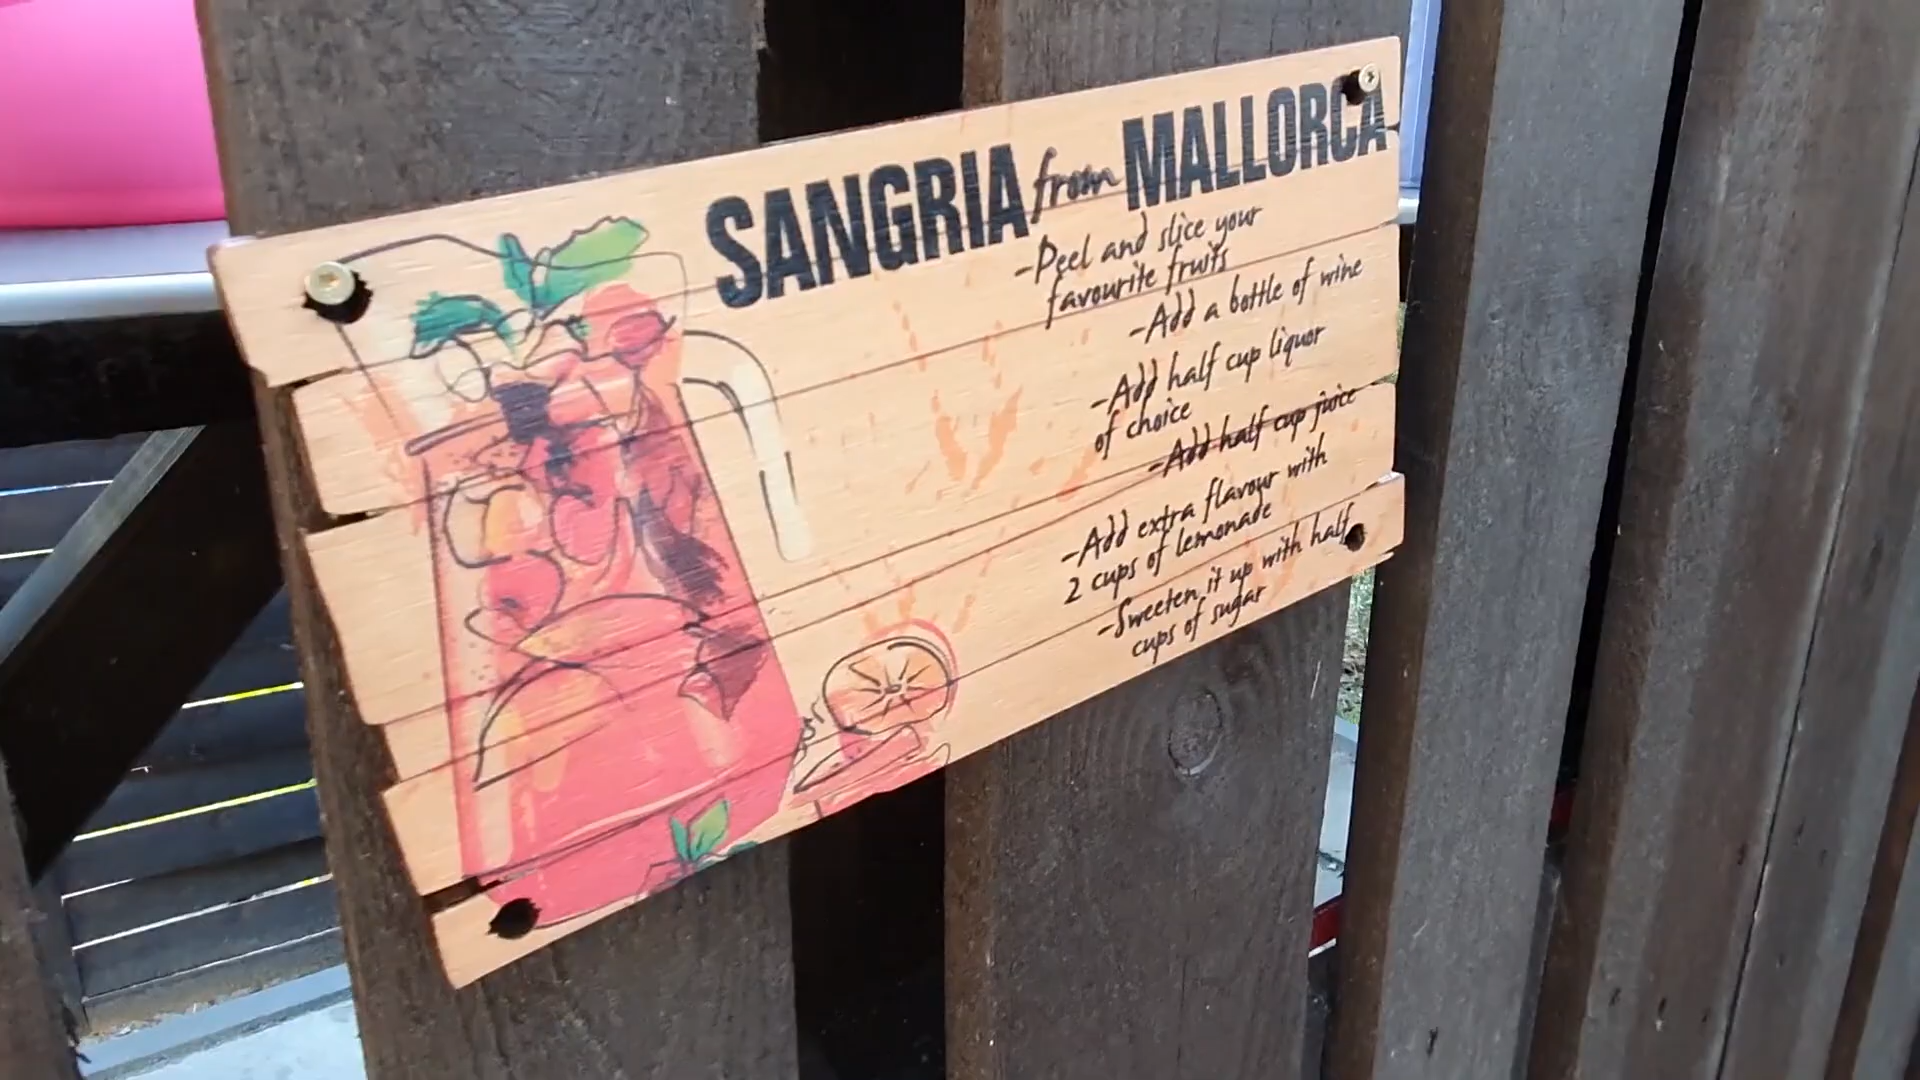 SANGRIA from MALLORCA
-Peel and slice your
favourite fruits
-Add a bottle of wine
-Add half cup liquor
of choice
-Add half cup juice
-Add extra flavour with
2 cups of lemonade
-Sweeten it up with half
cups of sugar